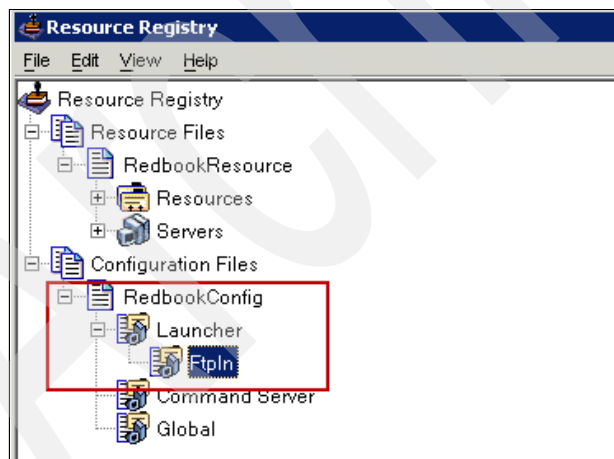 Resource Registry
File Edit View Help
Resource Registry
Resource Files
RedbookResource
Resources
Servers
Configuration Files
RedbookConfig
Launcher
FtpIn
Command Server
Global